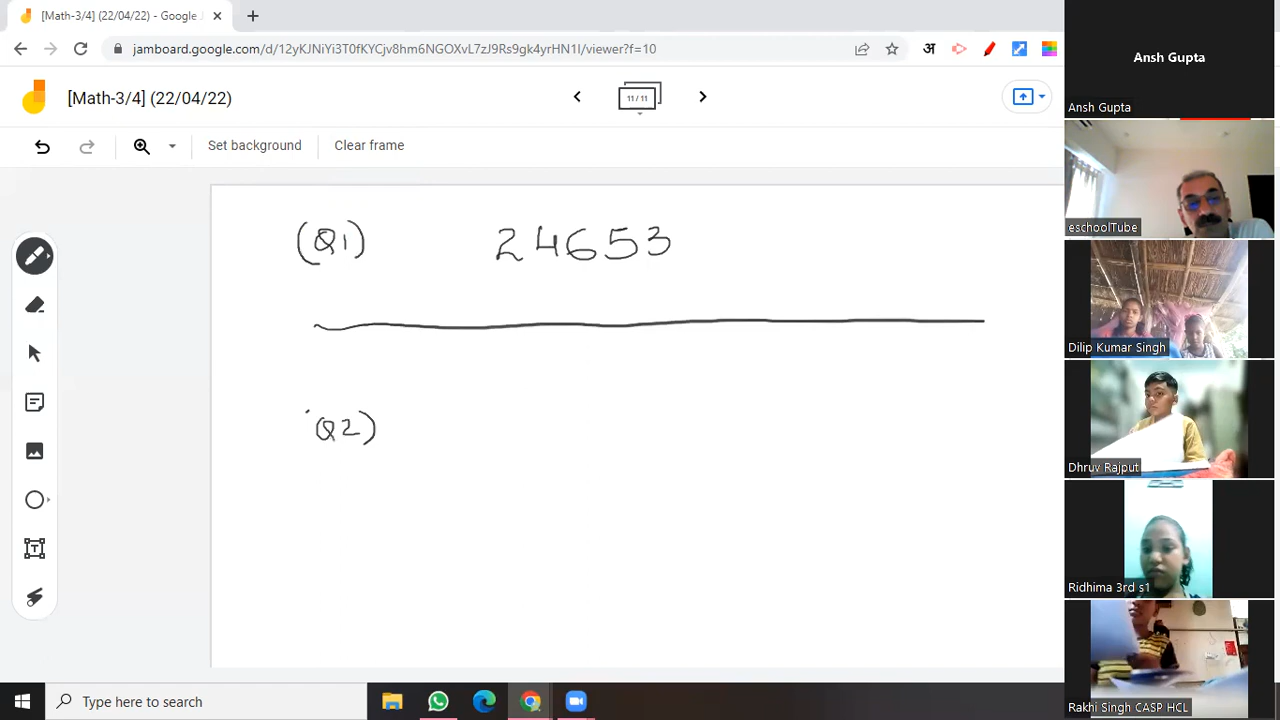 [Math-3/4] (22/04/22) - Google J
jamboard.google.com/d/12yKJNiYi3T0rKYCjv8hm6NGOXvL7zJ9Rs9gk4yrHN1I/viewer?f=10
अ
[Math-3/4] (22/04/22)
11 / 11
Set background
Clear frame
(Q1) 24653
Q2)
Ansh Gupta
Ansh Gupta
eschoolTube
Dilip Kumar Singh
Dhruv Rajput
Ridhima 3rd s1
Rakhi Singh CASP HCL
Type here to search